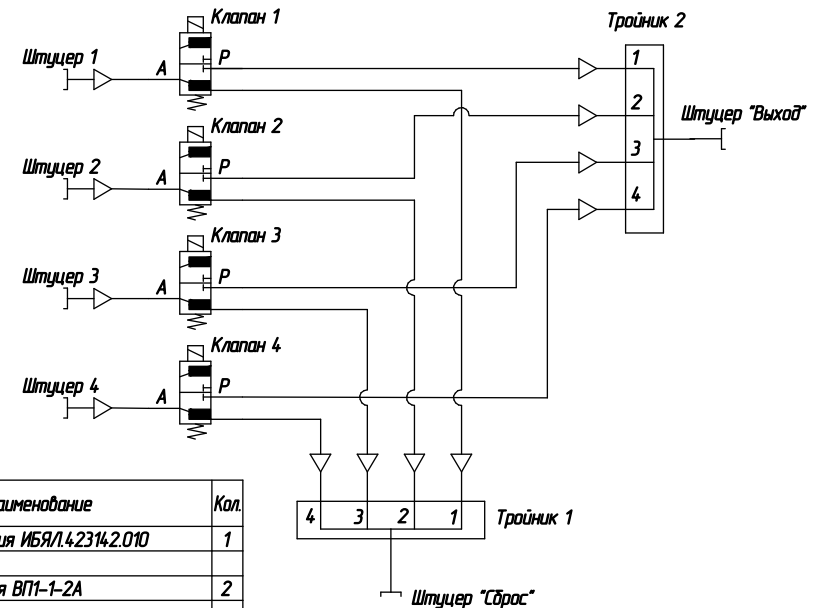 Клапан 1
Тройник 2
Штуцер 1
A
P
1
2
Штуцер "Выход"
3
4
Клапан 2
Штуцер 2
A
P
Клапан 3
Штуцер 3
A
P
Клапан 4
Штуцер 4
A
P
4 3 2 1
Тройник 1
Штуцер "Сброс"
аименование Кол.
ия ИБЯЛ.423142.010 1
я ВП1-1-2А 2